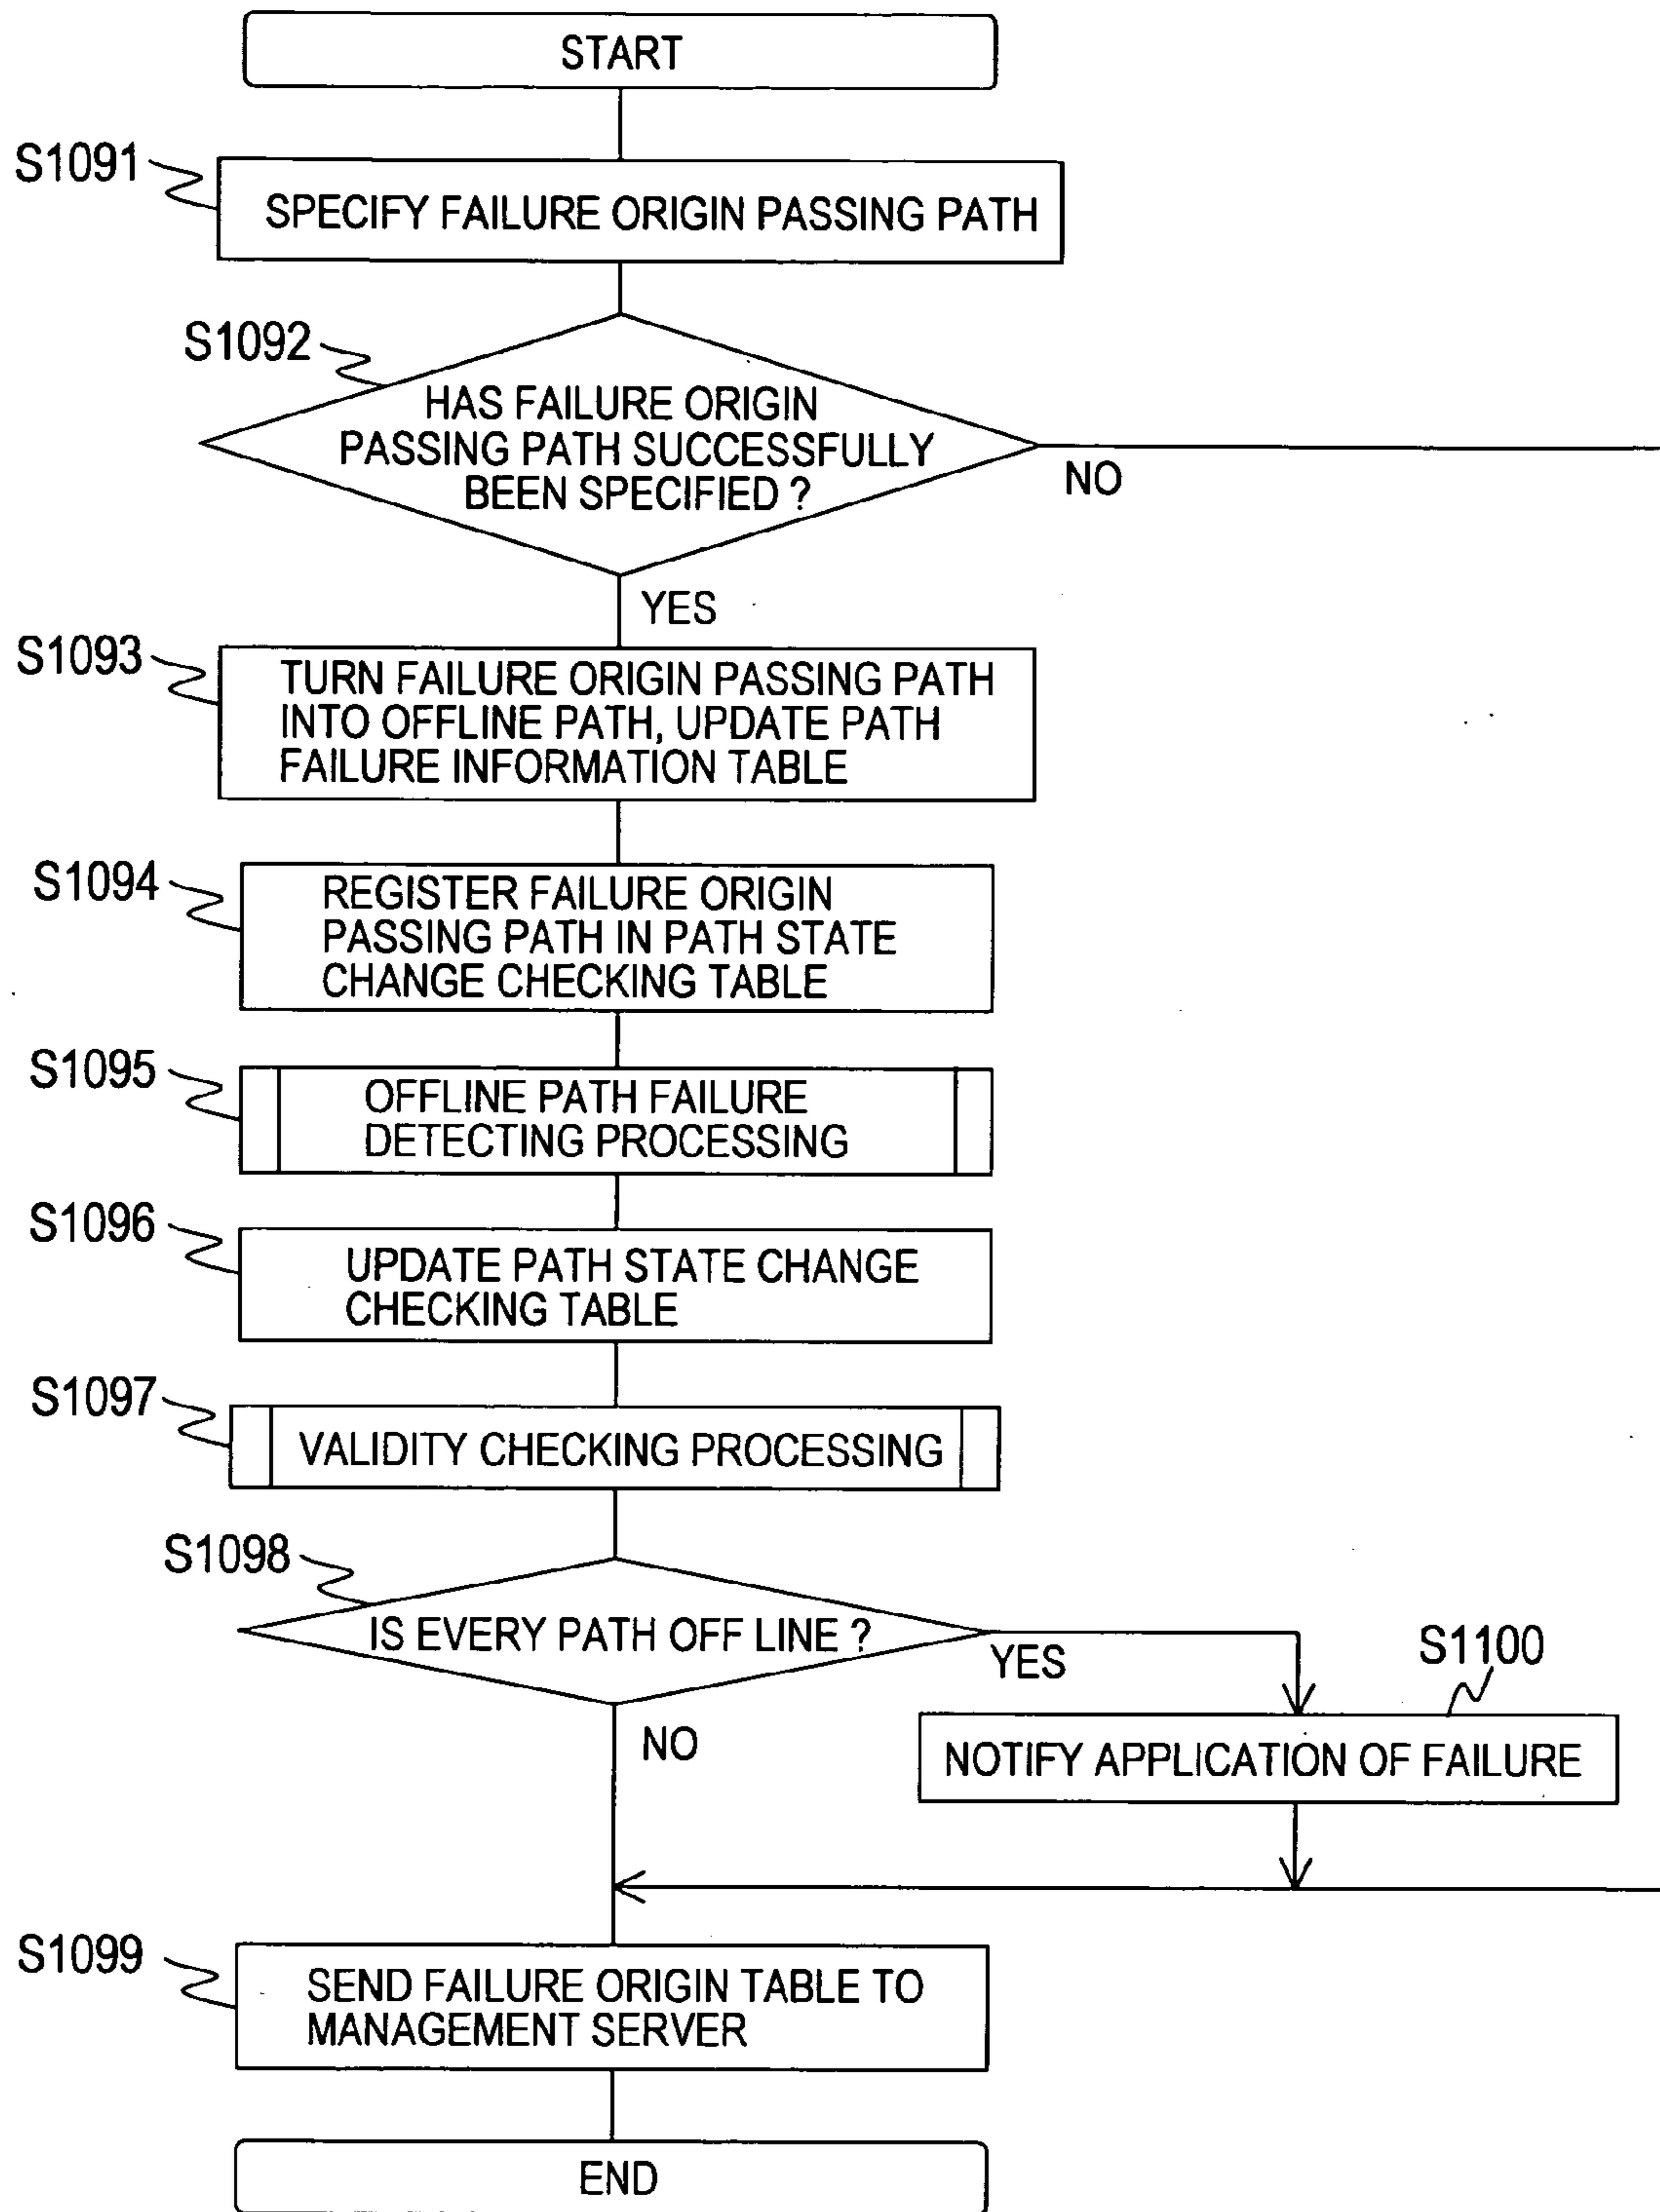 START
S1091
SPECIFY FAILURE ORIGIN PASSING PATH
S1092
HAS FAILURE ORIGIN
PASSING PATH SUCCESSFULLY
BEEN SPECIFIED ?
NO
YES
S1093
TURN FAILURE ORIGIN PASSING PATH
INTO OFFLINE PATH, UPDATE PATH
FAILURE INFORMATION TABLE
S1094
REGISTER FAILURE ORIGIN
PASSING PATH IN PATH STATE
CHANGE CHECKING TABLE
S1095
OFFLINE PATH FAILURE
DETECTING PROCESSING
S1096
UPDATE PATH STATE CHANGE
CHECKING TABLE
S1097
VALIDITY CHECKING PROCESSING
S1098
IS EVERY PATH OFF LINE ?
YES
S1100
NO
NOTIFY APPLICATION OF FAILURE
S1099
SEND FAILURE ORIGIN TABLE TO
MANAGEMENT SERVER
END